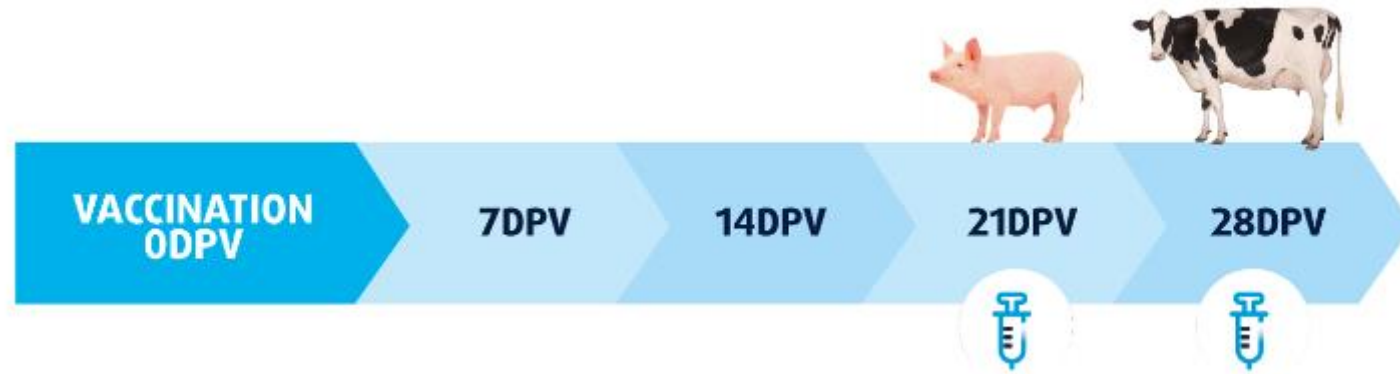 VACCINATION
0DPV
7DPV
14DPV
21DPV
28DPV